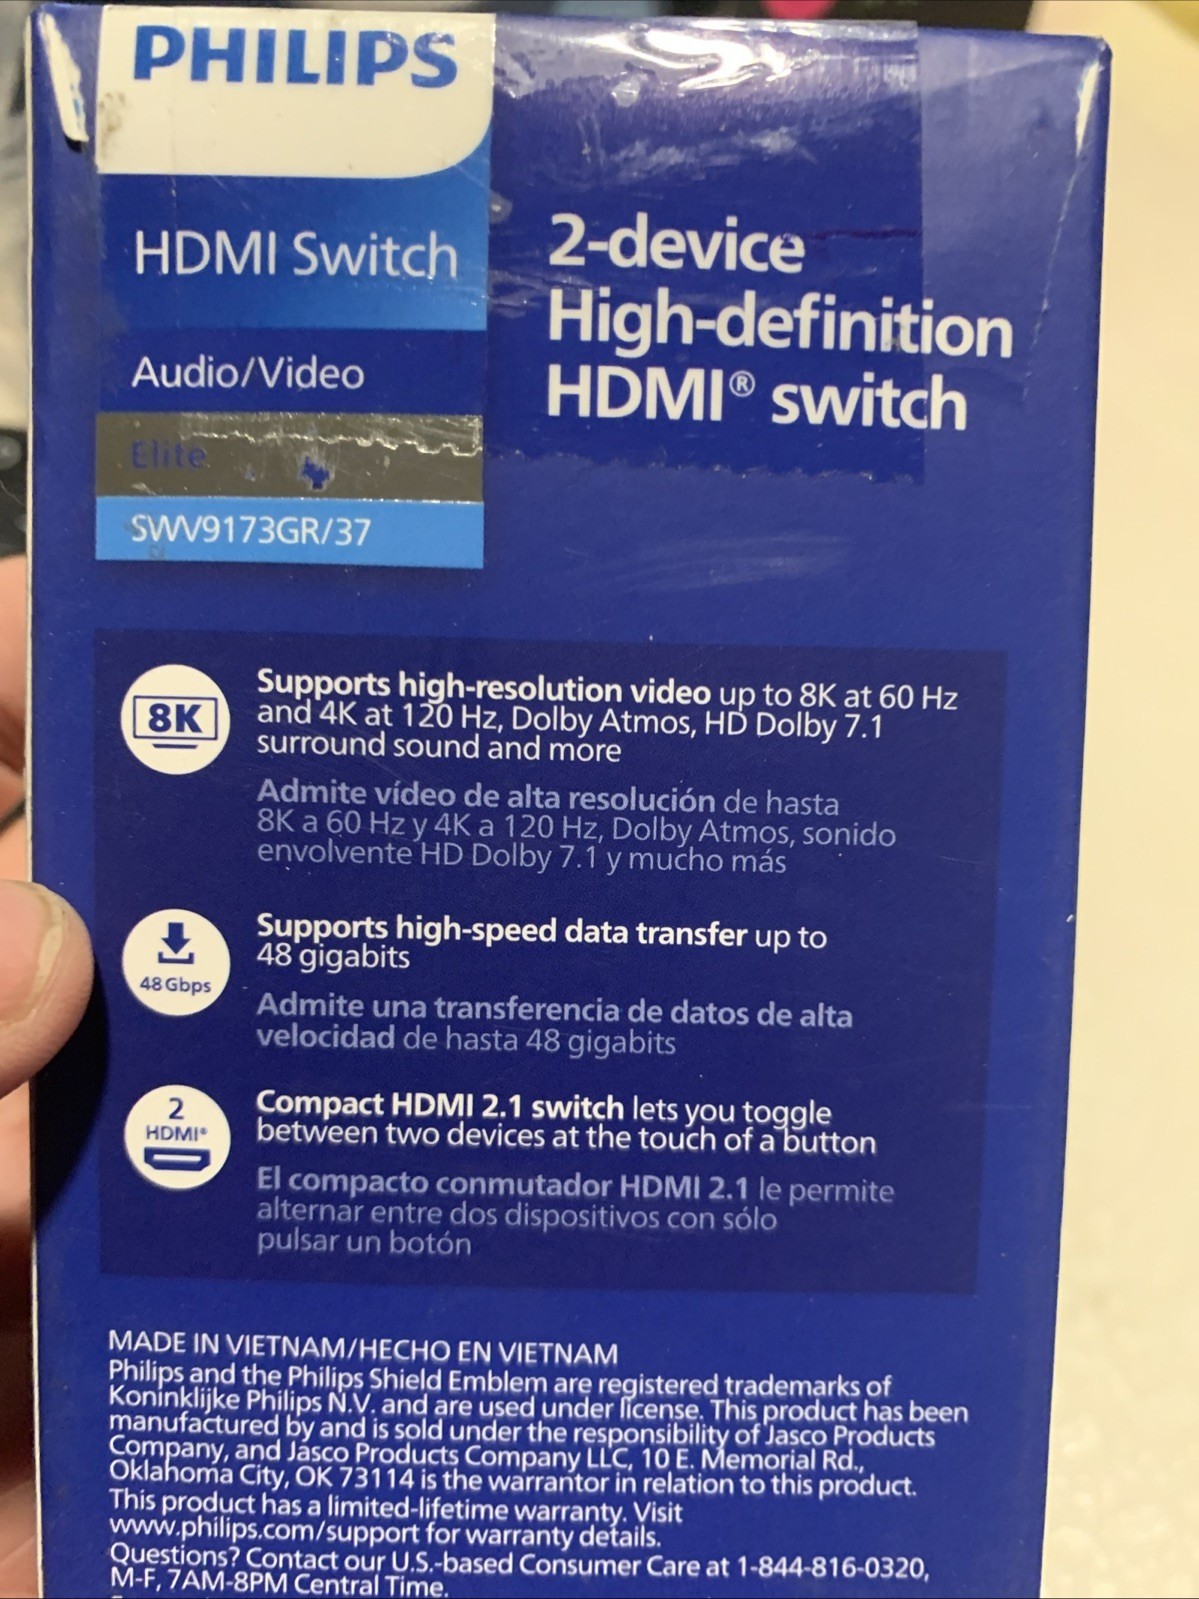 PHILIPS
HDMI Switch
Audio/Video
Elite
SWV9173GR/37
2-device
High-definition
HDMI® switch
8K
Supports high-resolution video up to 8K at 60 Hz
and 4K at 120 Hz, Dolby Atmos, HD Dolby 7.1
surround sound and more
Admite vídeo de alta resolución de hasta
8K a 60 Hz y 4K a 120 Hz, Dolby Atmos, sonido
envolvente HD Dolby 7.1 y mucho más
48 Gbps
Supports high-speed data transfer up to
48 gigabits
Admite una transferencia de datos de alta
velocidad de hasta 48 gigabits
2
HDMI®
Compact HDMI 2.1 switch lets you toggle
between two devices at the touch of a button
El compacto conmutador HDMI 2.1 le permite
alternar entre dos dispositivos con sólo
pulsar un botón
MADE IN VIETNAM/HECHO EN VIETNAM
Philips and the Philips Shield Emblem are registered trademarks of
Koninklijke Philips N.V. and are used under license. This product has been
manufactured by and is sold under the responsibility of Jasco Products
Company, and Jasco Products Company LLC, 10 E. Memorial Rd.,
Oklahoma City, OK 73114 is the warrantor in relation to this product.
This product has a limited-lifetime warranty. Visit
www.philips.com/support for warranty details.
Questions? Contact our U.S.-based Consumer Care at 1-844-816-0320,
M-F, 7AM-8PM Central Time.